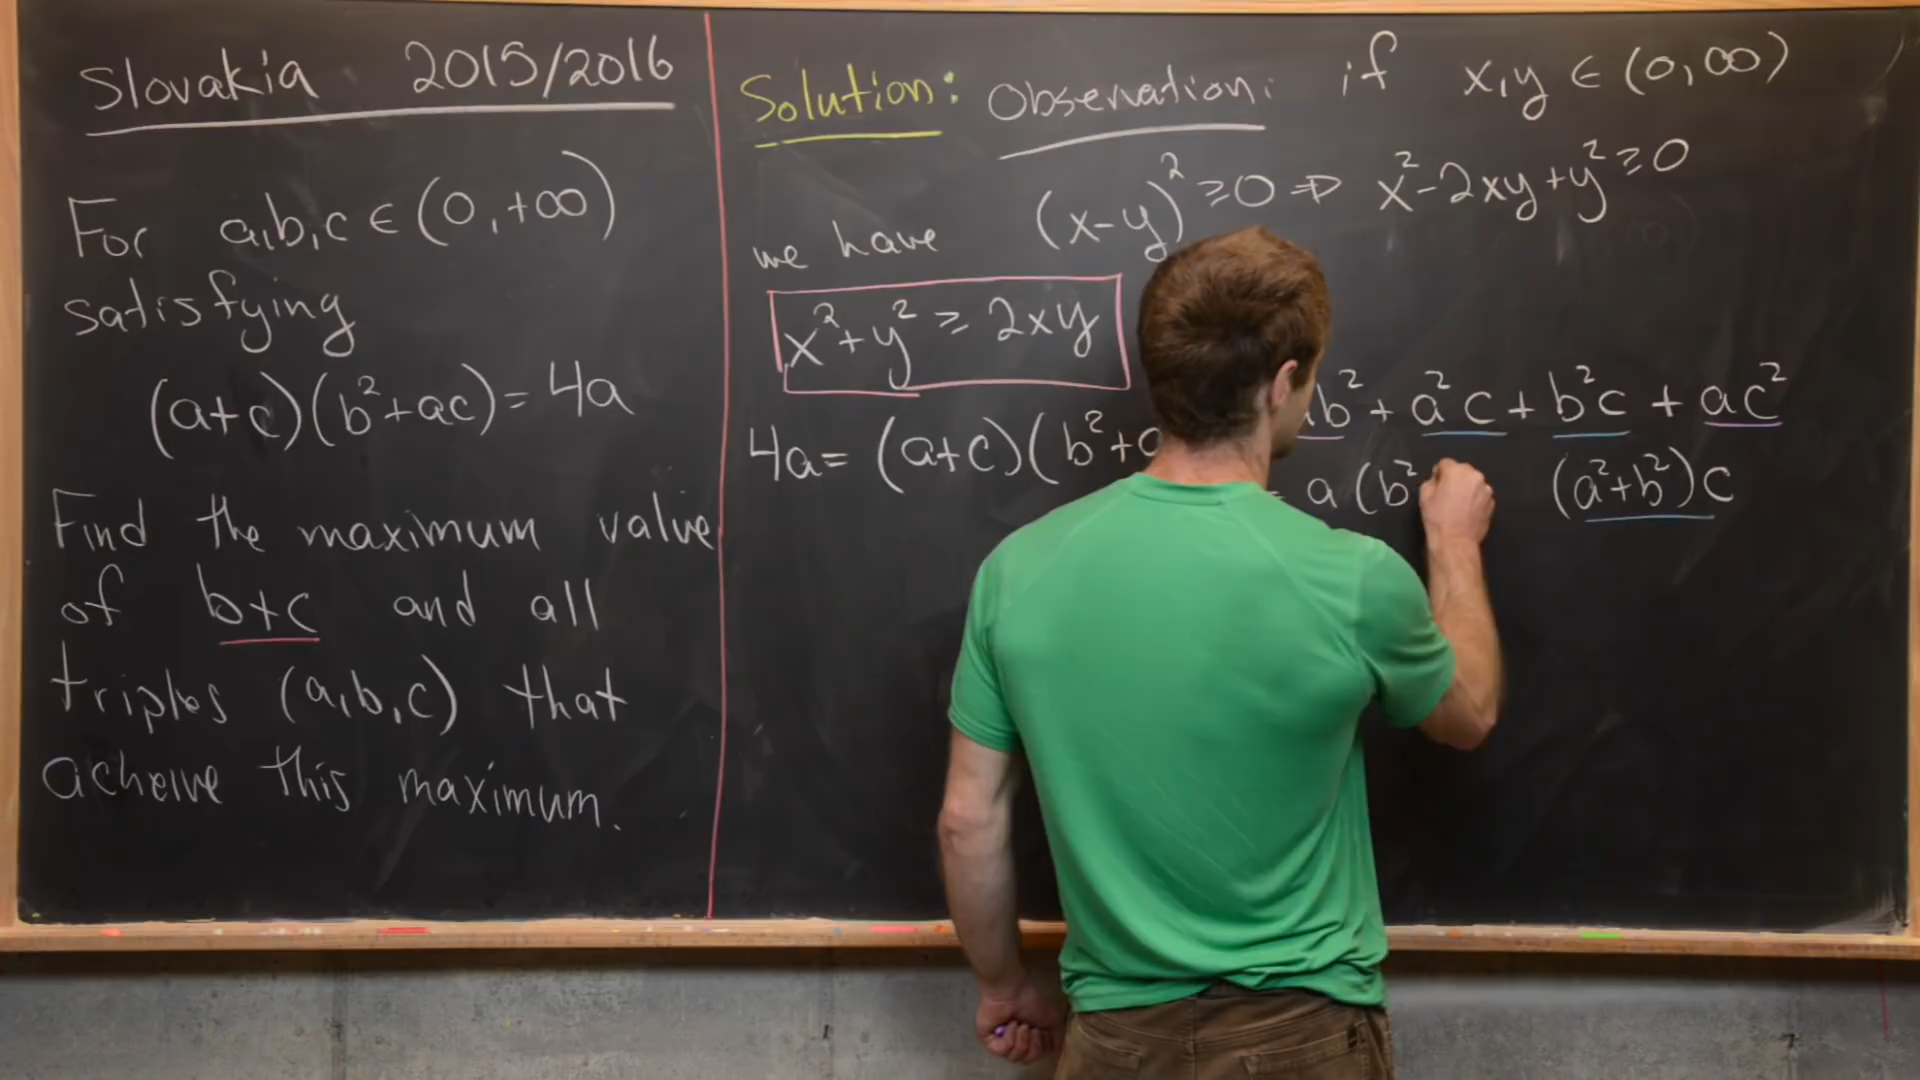 Slovakia 2015/2016
For a,b,c ∈ (0,+∞)
satisfying
(a+c)(b²+ac)=4a
Find the maximum value
of b+c and all
triples (a,b,c) that
acheive this maximum.
Solution: Observation: if x,y ∈ (0,∞)
we have (x-y)² ≥0 ⇒ x²-2xy+y² ≥0
x²+y² ≥ 2xy
4a= (a+c)(b²+ b² + a²c + b²c + ac²
= a(b² (a²+b²)c